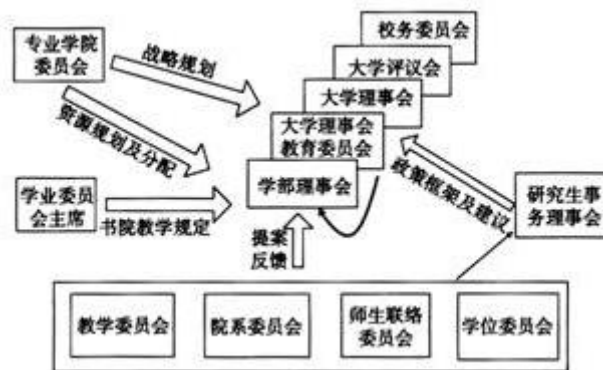 校务委员会
大学评议会
大学理事会
大学理事会
教育委员会
学部理事会
专业学院
委员会
战略规划
资源规划及分配
学业委员
会主席
书院教学规定
提案
反馈
政策框架及建议
研究生事
务理事会
教学委员会
院系委员会
师生联络
委员会
学位委员会